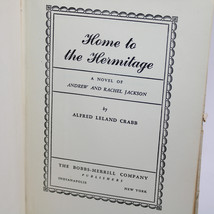 Home to
the Hermitage
A NOVEL OF
ANDREW AND RACHEL JACKSON
by
ALFRED LELAND CRABB
THE BOBBS-MERRILL COMPANY
PUBLISHERS
INDIANAPOLIS NEW YORK